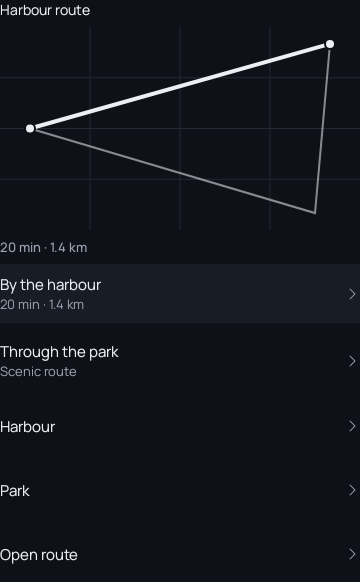 Harbour route
20 min · 1.4 km
By the harbour
20 min · 1.4 km
Through the park
Scenic route
Harbour
Park
Open route